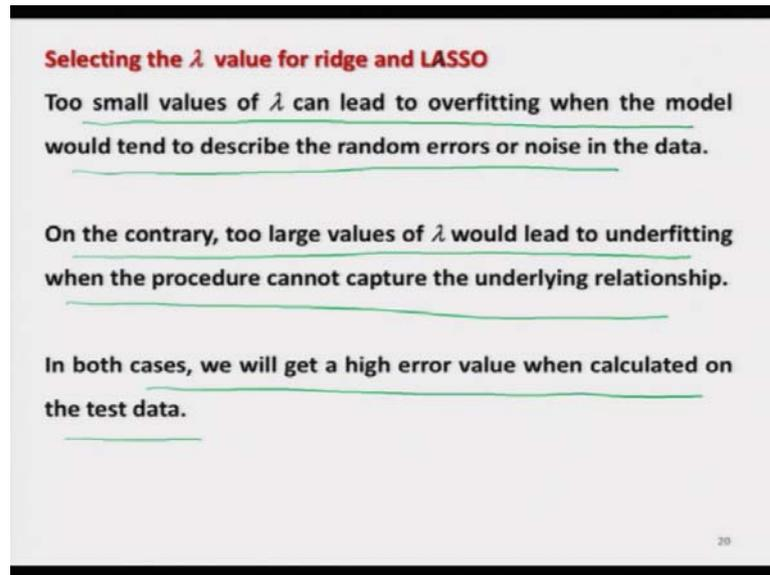 Selecting the λ value for ridge and LASSO
Too small values of λ can lead to overfitting when the model
would tend to describe the random errors or noise in the data.
On the contrary, too large values of λ would lead to underfitting
when the procedure cannot capture the underlying relationship.
In both cases, we will get a high error value when calculated on
the test data.
20